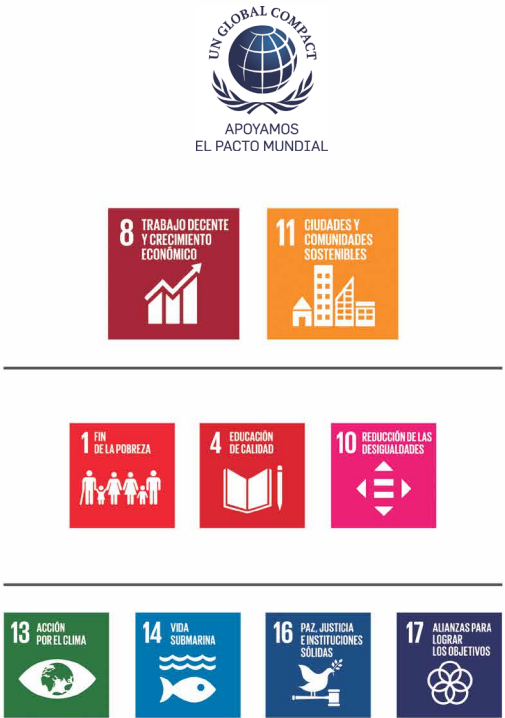 UN GLOBAL COMPACT
APOYAMOS
EL PACTO MUNDIAL
8 TRABAJO DECENTE
Y CRECIMIENTO
ECONÓMICO
11 CIUDADES Y
COMUNIDADES
SOSTENIBLES
1 FIN
DE LA POBREZA
4 EDUCACIÓN
DE CALIDAD
10 REDUCCIÓN DE LAS
DESIGUALDADES
13 ACCIÓN
POR EL CLIMA
14 VIDA
SUBMARINA
16 PAZ, JUSTICIA
E INSTITUCIONES
SÓLIDAS
17 ALIANZAS PARA
LOGRAR
LOS OBJETIVOS